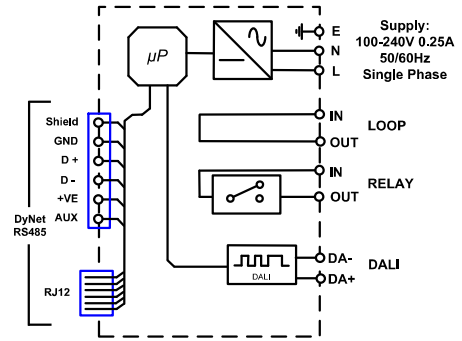 µP
E
N
L
Supply:
100-240V 0.25A
50/60Hz
Single Phase
Shield
GND
D +
D -
+VE
AUX
DyNet
RS485
RJ12
IN
OUT
LOOP
IN
OUT
RELAY
DALI
DA-
DA+
DALI